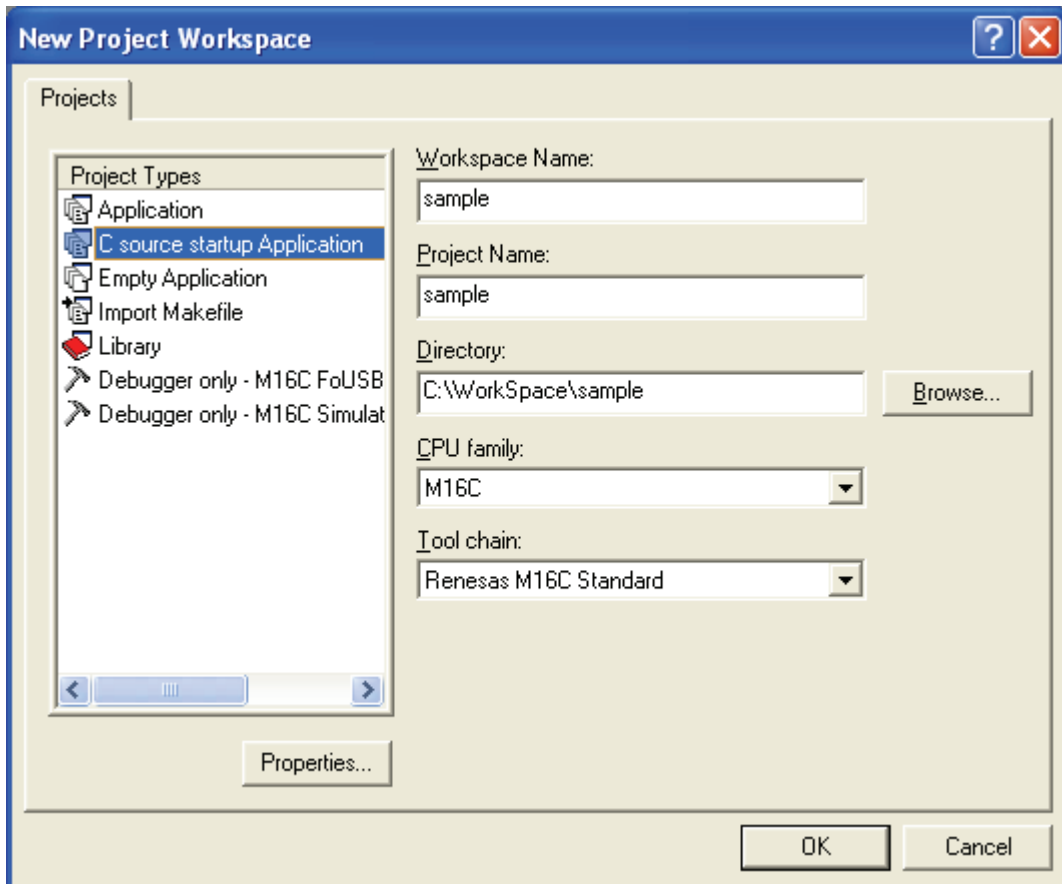 New Project Workspace
Projects
Project Types
Application
C source startup Application
Empty Application
Import Makefile
Library
Debugger only - M16C FoUSB
Debugger only - M16C Simulat
Properties...
Workspace Name:
sample
Project Name:
sample
Directory:
C:\WorkSpace\sample
Browse...
CPU family:
M16C
Tool chain:
Renesas M16C Standard
OK
Cancel